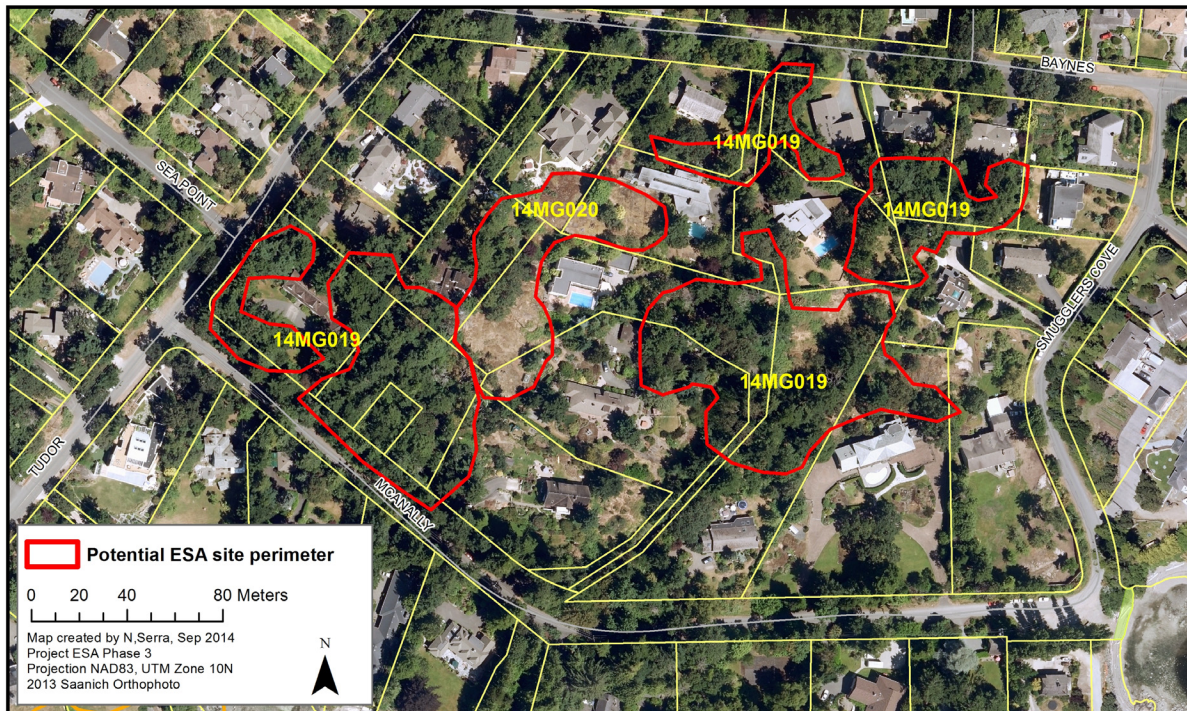 BAYNES
14MG019
SEA POINT
14MG020
14MG019
SMUGGLERS COVE
14MG019
14MG019
TUDOR
MCANALLY
Potential ESA site perimeter
0 20 40 80 Meters
Map created by N,Serra, Sep 2014
Project ESA Phase 3
Projection NAD83, UTM Zone 10N
2013 Saanich Orthophoto
N